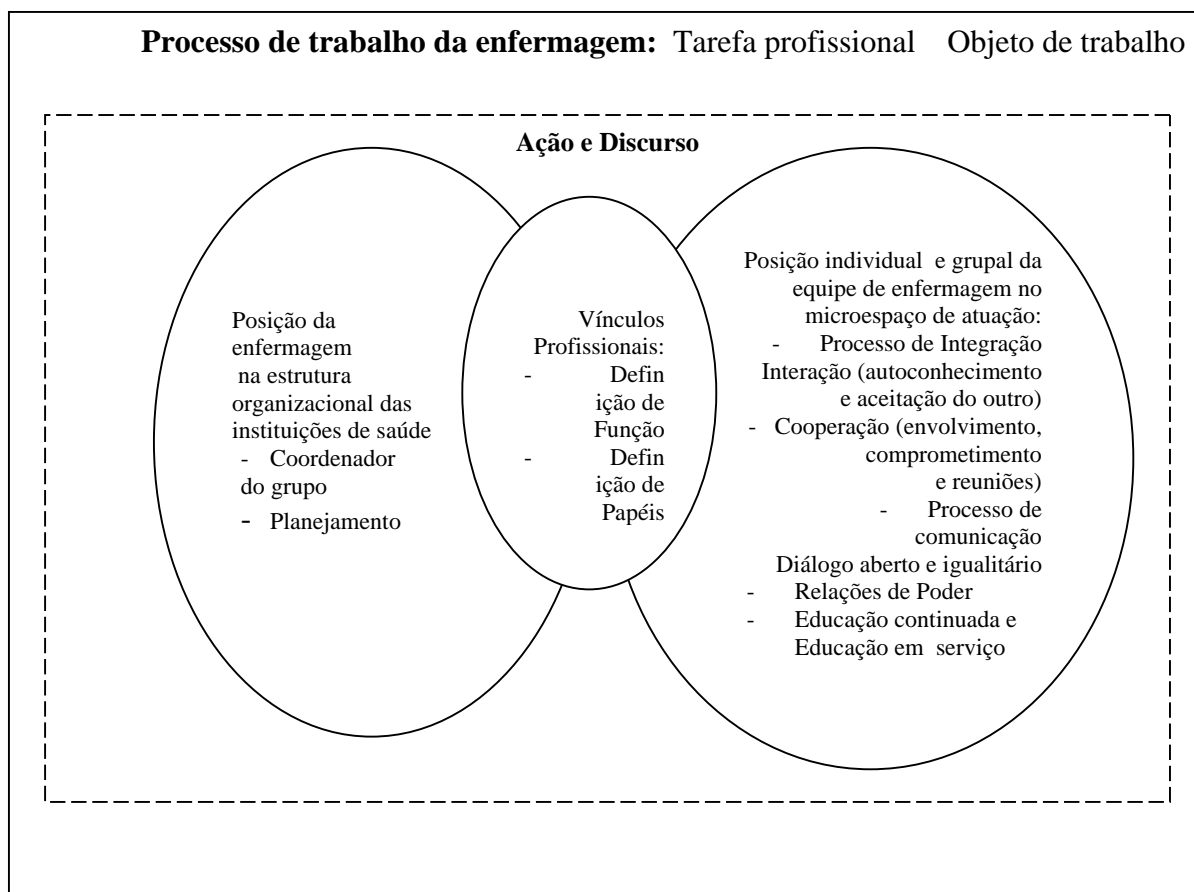 Processo de trabalho da enfermagem: Tarefa profissional Objeto de trabalho
Ação e Discurso
Posição da
enfermagem
na estrutura
organizacional das
instituições de saúde
- Coordenador
do grupo
- Planejamento
Vínculos
Profissionais:
- Defin
ição de
Função
- Defin
ição de
Papéis
Posição individual e grupal da
equipe de enfermagem no
microespaço de atuação:
- Processo de Integração
Interação (autoconhecimento
e aceitação do outro)
- Cooperação (envolvimento,
comprometimento
e reuniões)
- Processo de
comunicação
Diálogo aberto e igualitário
- Relações de Poder
- Educação continuada e
Educação em serviço